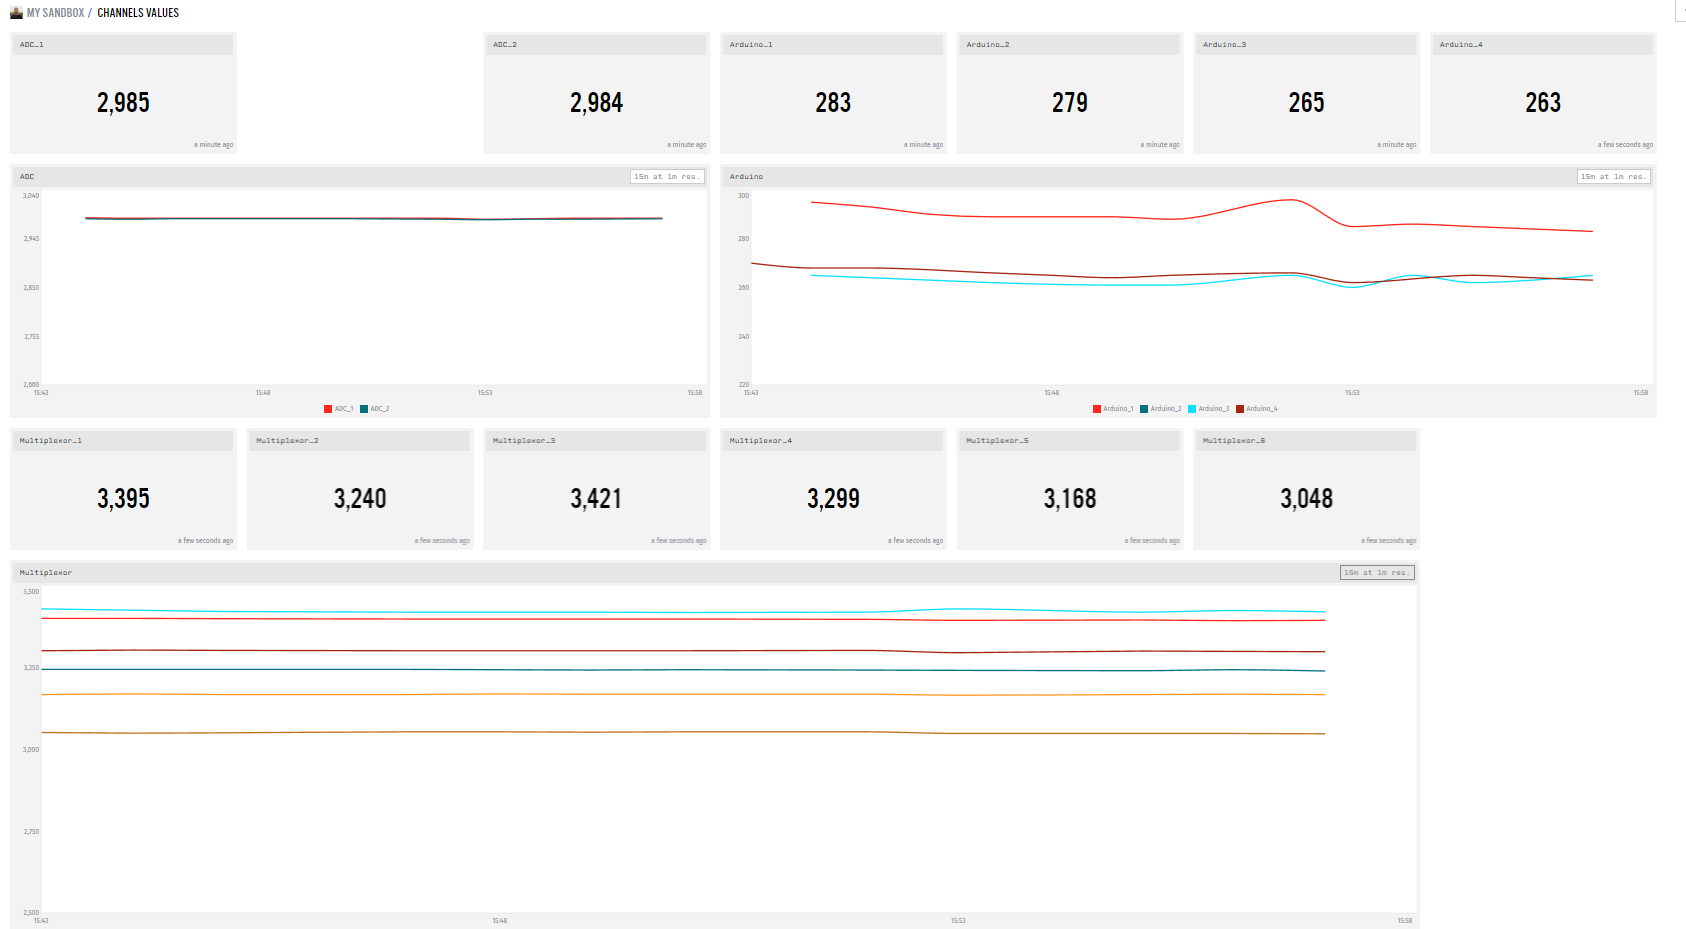 MY SANDBOX / CHANNELS VALUES
ADC_1
2,985
a minute ago
ADC_2
2,984
a minute ago
Arduino_1
283
a minute ago
Arduino_2
279
a minute ago
Arduino_3
265
a minute ago
Arduino_4
263
a few seconds ago
ADC
15m at 1m res.
3,040
2,945
2,850
2,755
2,660
15:43 15:48 15:53 15:58
ADC_1 ADC_2
Arduino
15m at 1m res.
300
280
260
240
220
15:43 15:48 15:53 15:58
Arduino_1 Arduino_2 Arduino_3 Arduino_4
Multiplexor_1
3,395
a few seconds ago
Multiplexor_2
3,240
a few seconds ago
Multiplexor_3
3,421
a few seconds ago
Multiplexor_4
3,299
a few seconds ago
Multiplexor_5
3,168
a few seconds ago
Multiplexor_6
3,048
a few seconds ago
Multiplexor
15m at 1m res.
3,500
3,250
3,000
2,750
2,500
15:43 15:48 15:53 15:58